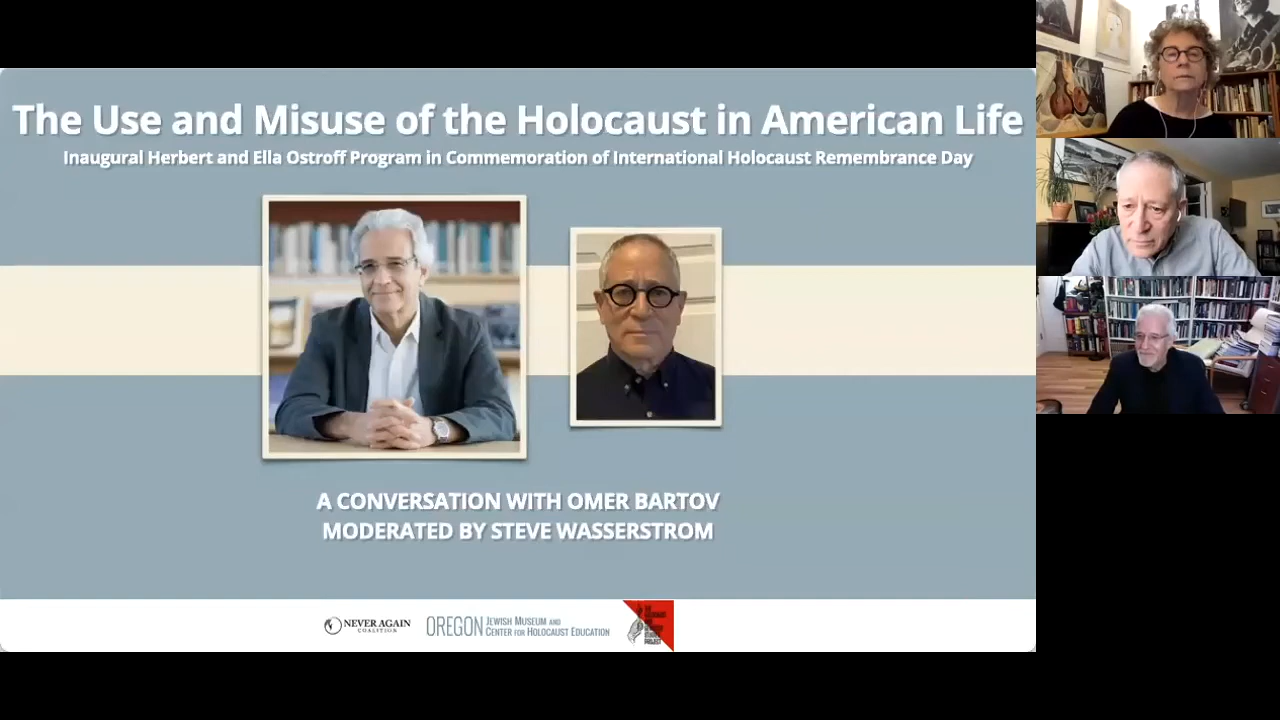 The Use and Misuse of the Holocaust in American Life
Inaugural Herbert and Ella Ostroff Program in Commemoration of International Holocaust Remembrance Day
A CONVERSATION WITH OMER BARTOV
MODERATED BY STEVE WASSERSTROM
NEVER AGAIN
COALITION
OREGON JEWISH MUSEUM AND
CENTER FOR HOLOCAUST EDUCATION